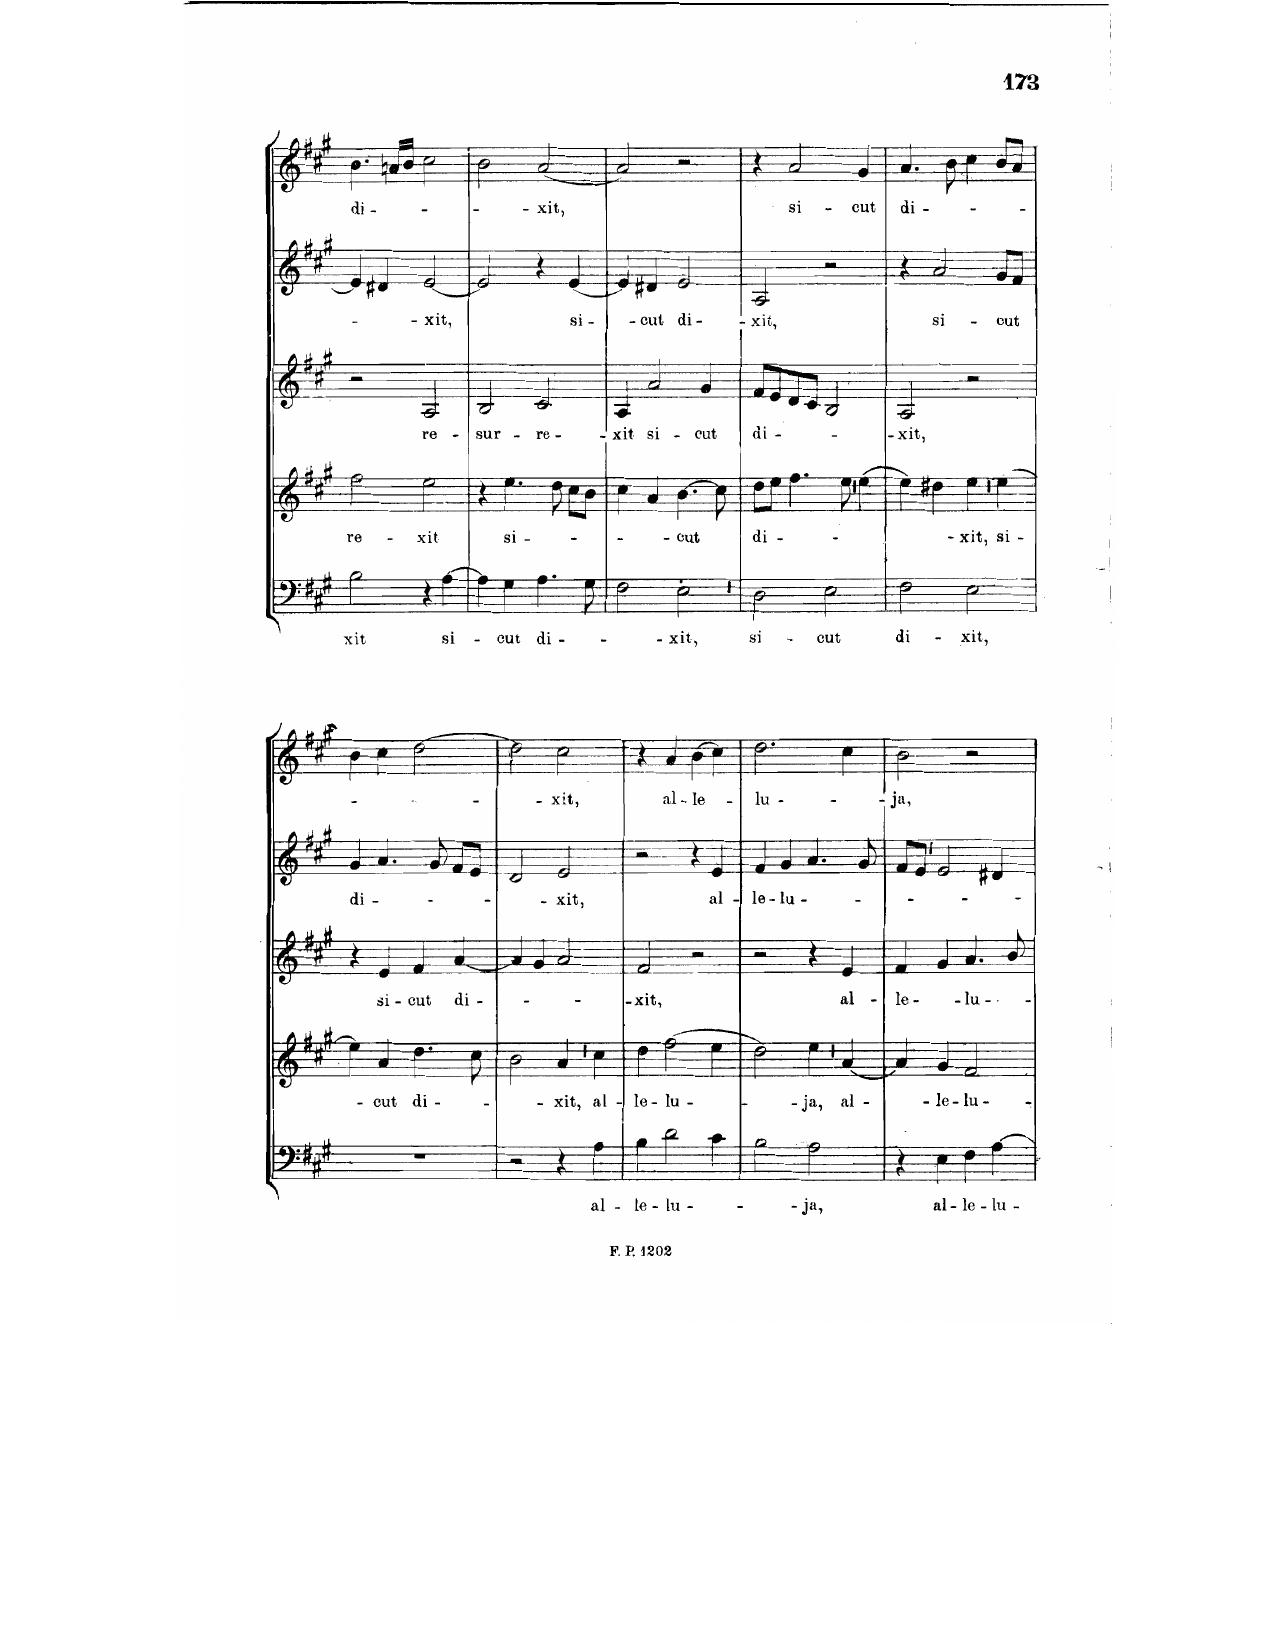 173
di - - - - xit, si - cut di - - -
- - xit, si - - cut di - - xit, si - cut
re - sur - re - - xit si - cut di - - - xit,
re - xit si - - - - cut di - - - xit, si -
xit si - cut di - - - xit, si - cut di - xit,
- - - - xit, al - le - lu - - - ja,
di - - - - xit, al - le - lu - - - - -
si - cut di - - - - xit, al - le - - lu - - -
- cut di - - - xit, al - le - lu - - - ja, al - - le - lu - -
al - le - lu - - - ja, al - le - lu -
F. P. 1202